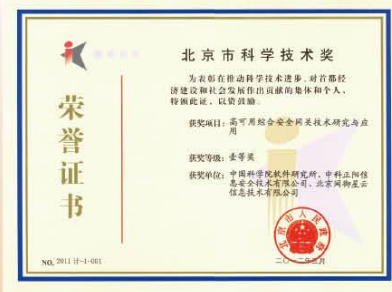 北京市科学技术奖
为表彰在推动科学技术进步、对首都经
济建设和社会发展作出贡献的集体和个人,
特颁此证,以资鼓励。
荣誉证书
获奖项目:高可用综合安全网关技术研究与应
用
获奖等级:壹等奖
获奖单位:中国科学院软件研究所、中科正阳信
息安全技术有限公司、北京网御星云
信息技术有限公司
北京市人民政府
二〇一二年三月
NO. 2011 计-1-001